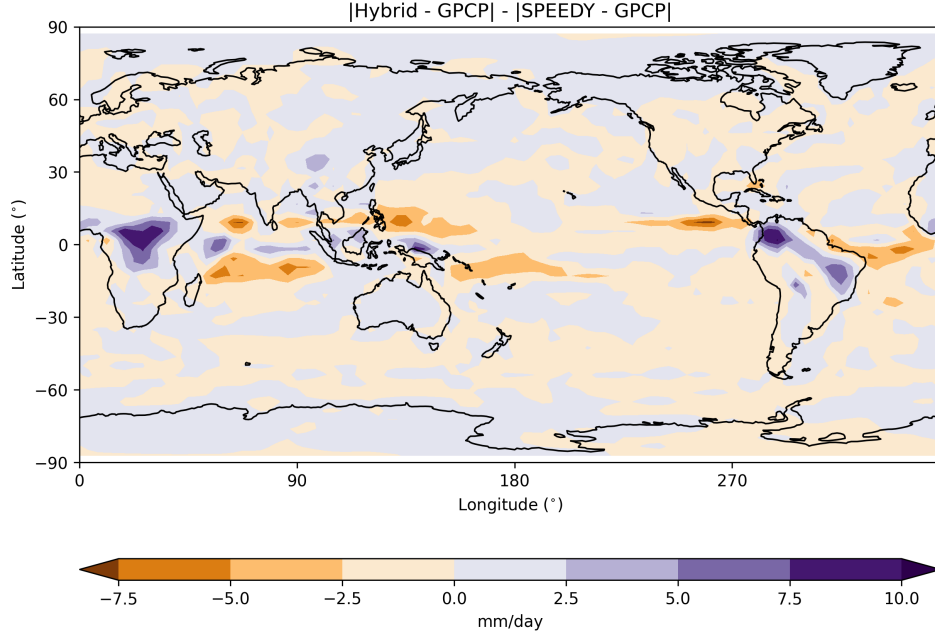 |Hybrid - GPCP| - |SPEEDY - GPCP|
90
60
30
0
−30
−60
−90
Latitude (°)
0 90 180 270
Longitude (°)
−7.5 −5.0 −2.5 0.0 2.5 5.0 7.5 10.0
mm/day